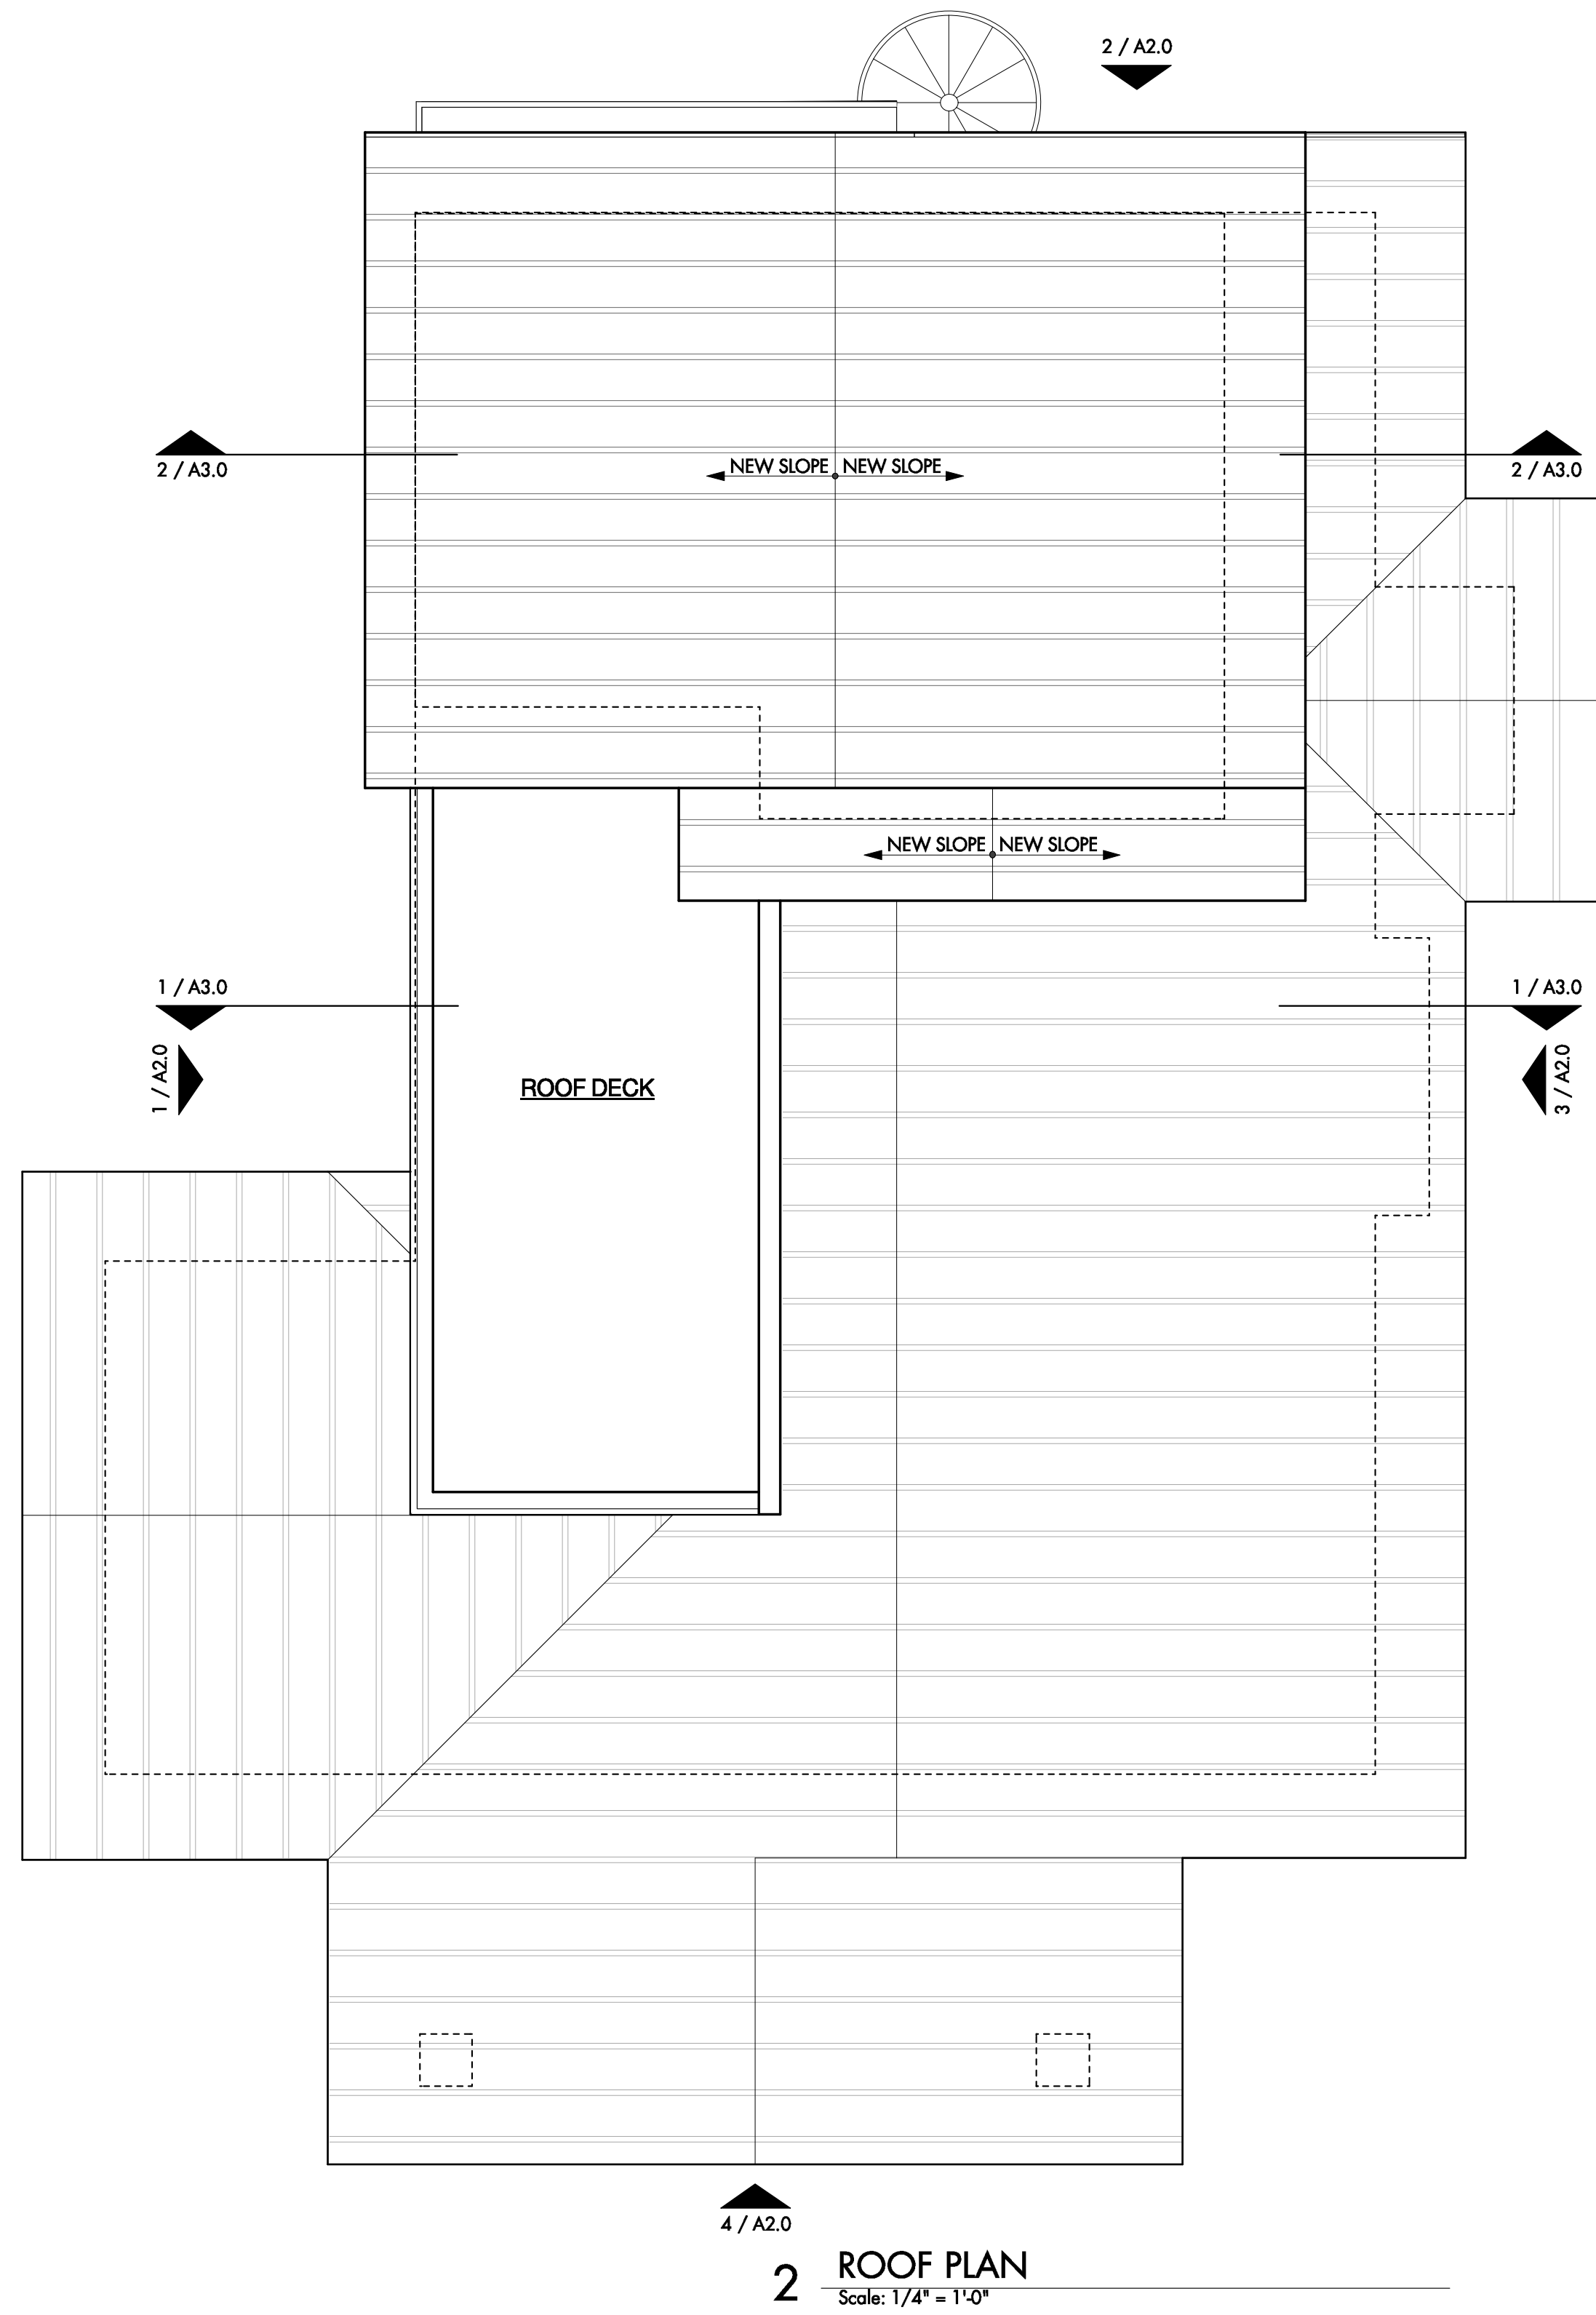 2 / A2.0
2 / A3.0
NEW SLOPE NEW SLOPE
2 / A3.0
NEW SLOPE NEW SLOPE
1 / A3.0
1 / A3.0
1 / A2.0
ROOF DECK
3 / A2.0
4 / A2.0
2 ROOF PLAN
Scale: 1/4" = 1'-0"